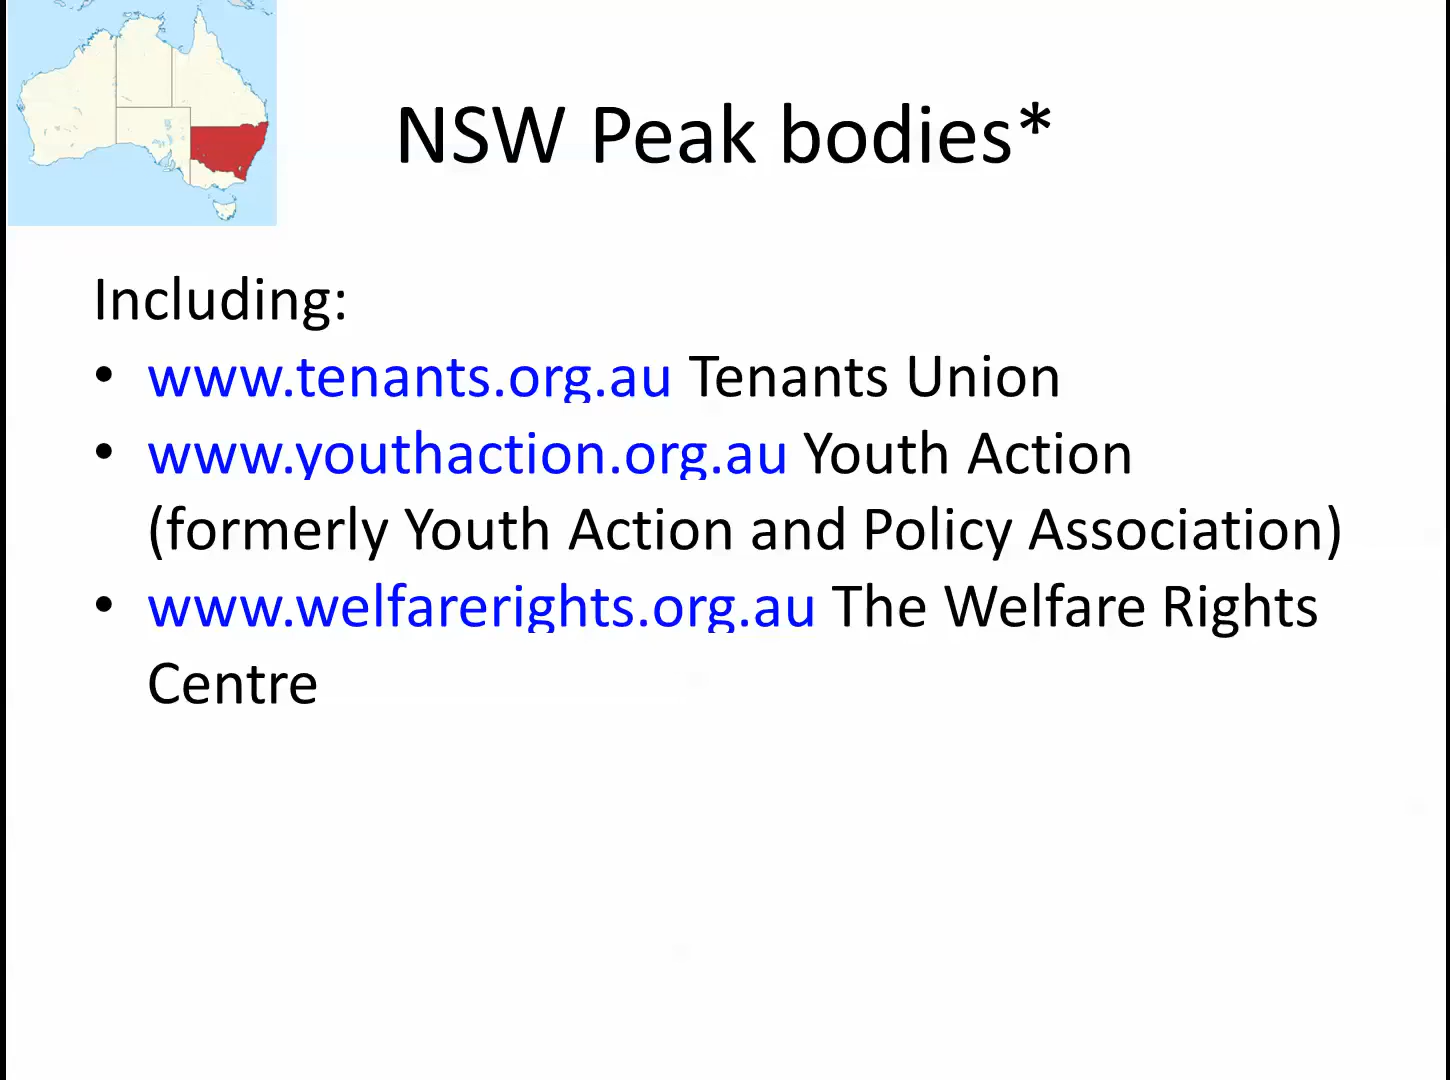 NSW Peak bodies*
Including:
• www.tenants.org.au Tenants Union
• www.youthaction.org.au Youth Action
(formerly Youth Action and Policy Association)
• www.welfarerights.org.au The Welfare Rights
Centre